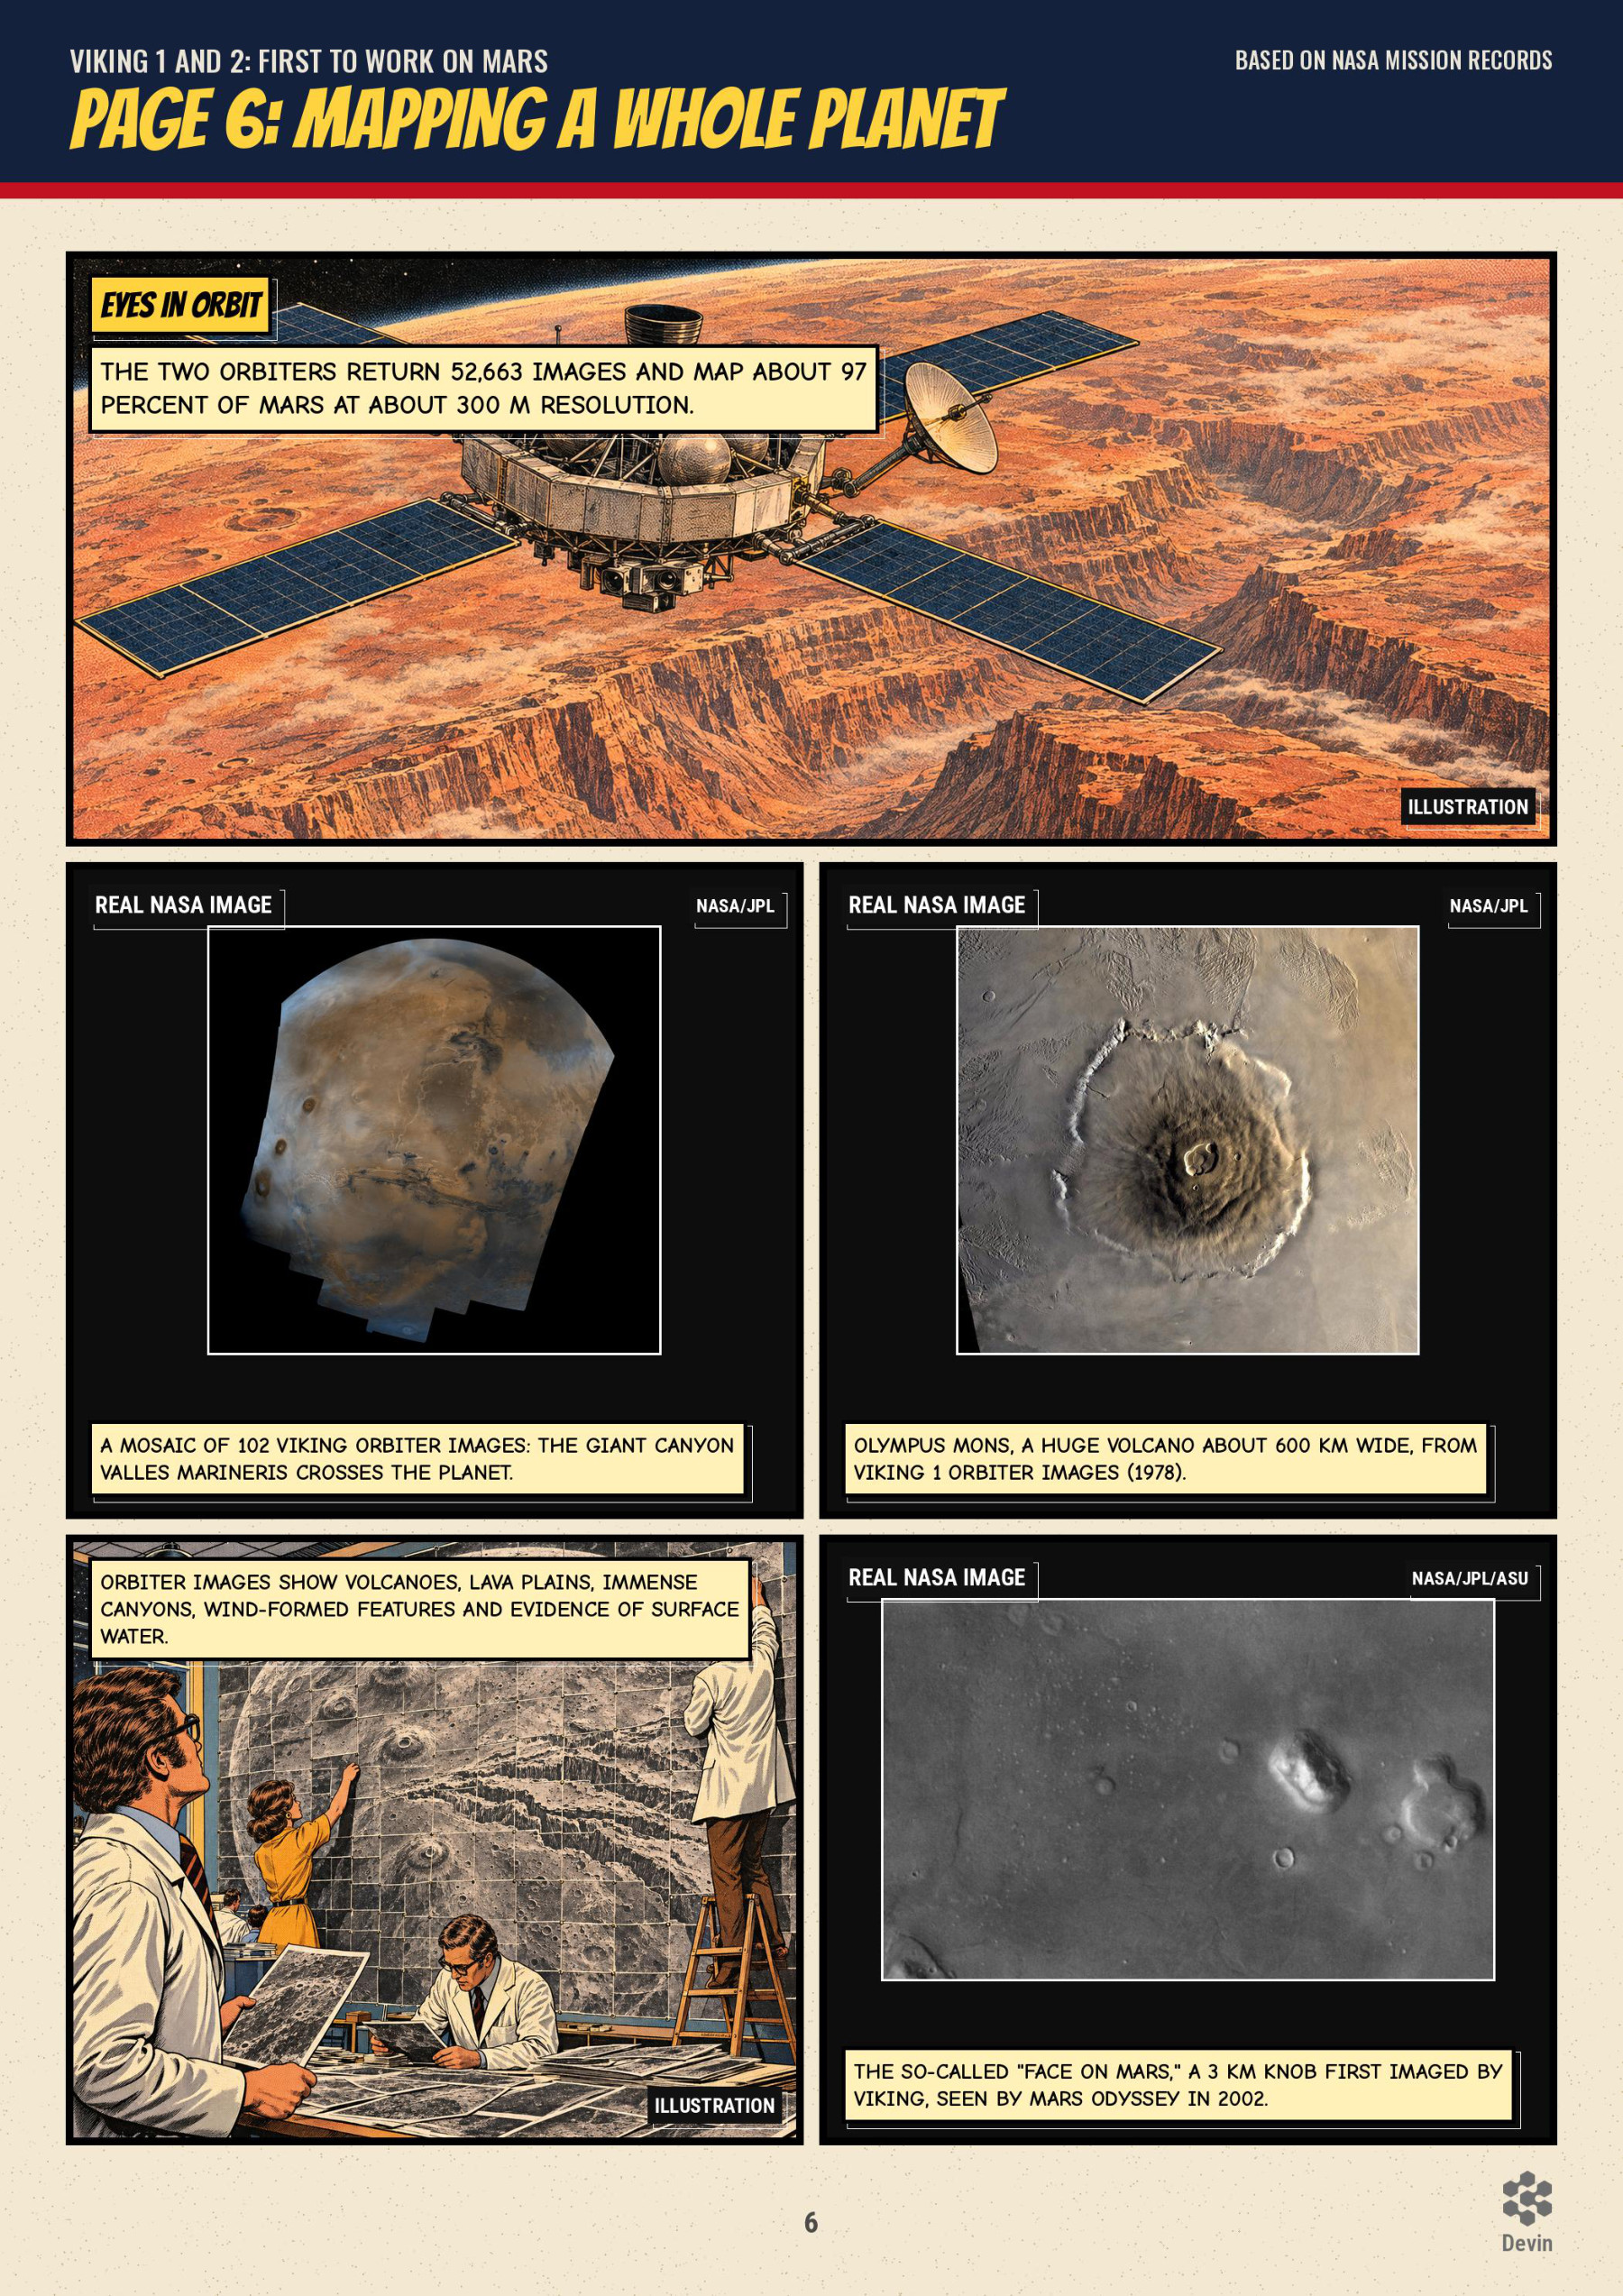 VIKING 1 AND 2: FIRST TO WORK ON MARS
BASED ON NASA MISSION RECORDS
PAGE 6: MAPPING A WHOLE PLANET
EYES IN ORBIT
THE TWO ORBITERS RETURN 52,663 IMAGES AND MAP ABOUT 97
PERCENT OF MARS AT ABOUT 300 M RESOLUTION.
ILLUSTRATION
REAL NASA IMAGE
NASA/JPL
A MOSAIC OF 102 VIKING ORBITER IMAGES: THE GIANT CANYON
VALLES MARINERIS CROSSES THE PLANET.
REAL NASA IMAGE
NASA/JPL
OLYMPUS MONS, A HUGE VOLCANO ABOUT 600 KM WIDE, FROM
VIKING 1 ORBITER IMAGES (1978).
ORBITER IMAGES SHOW VOLCANOES, LAVA PLAINS, IMMENSE
CANYONS, WIND-FORMED FEATURES AND EVIDENCE OF SURFACE
WATER.
ILLUSTRATION
REAL NASA IMAGE
NASA/JPL/ASU
THE SO-CALLED "FACE ON MARS," A 3 KM KNOB FIRST IMAGED BY
VIKING, SEEN BY MARS ODYSSEY IN 2002.
6
Devin